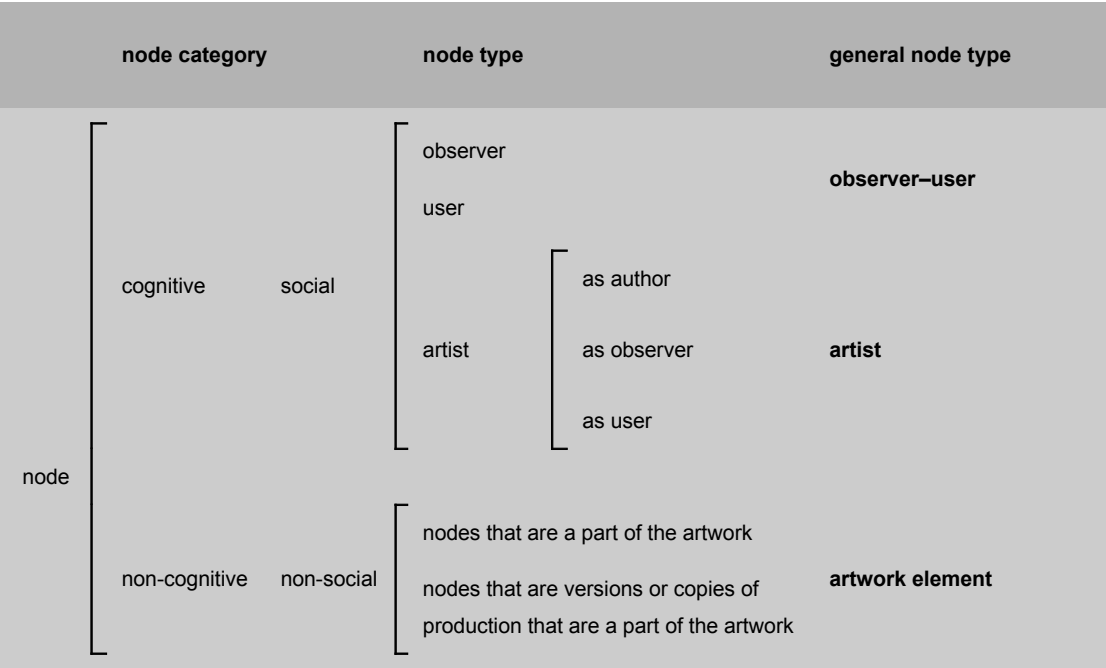 node category node type general node type
observer
observer–user
user
as author
cognitive social
artist as observer artist
as user
node
nodes that are a part of the artwork
non-cognitive non-social artwork element
nodes that are versions or copies of
production that are a part of the artwork